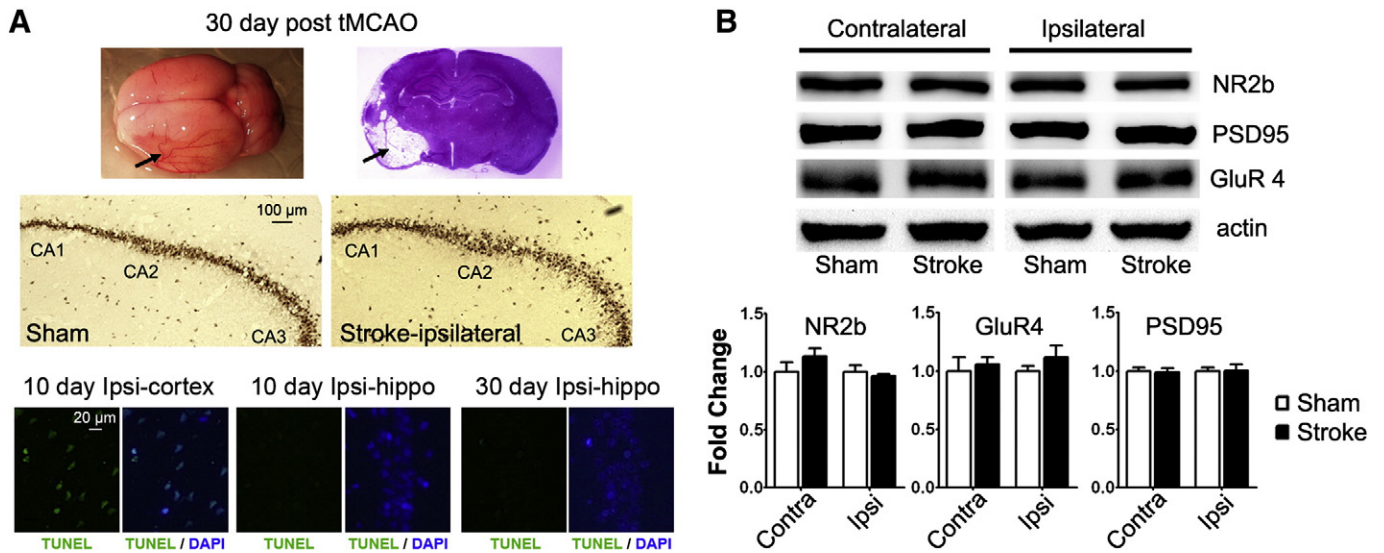 A
30 day post tMCAO
100 µm
CA1
CA2
CA3
Sham
CA1
CA2
CA3
Stroke-ipsilateral
10 day Ipsi-cortex
10 day Ipsi-hippo
30 day Ipsi-hippo
20 µm
TUNEL
TUNEL / DAPI
TUNEL
TUNEL / DAPI
TUNEL
TUNEL / DAPI
B
Contralateral
Ipsilateral
NR2b
PSD95
GluR 4
actin
Sham
Stroke
Sham
Stroke
Fold Change
NR2b
1.5
1.0
0.5
0.0
Contra
Ipsi
GluR4
1.5
1.0
0.5
0.0
Contra
Ipsi
PSD95
1.5
1.0
0.5
0.0
Contra
Ipsi
Sham
Stroke